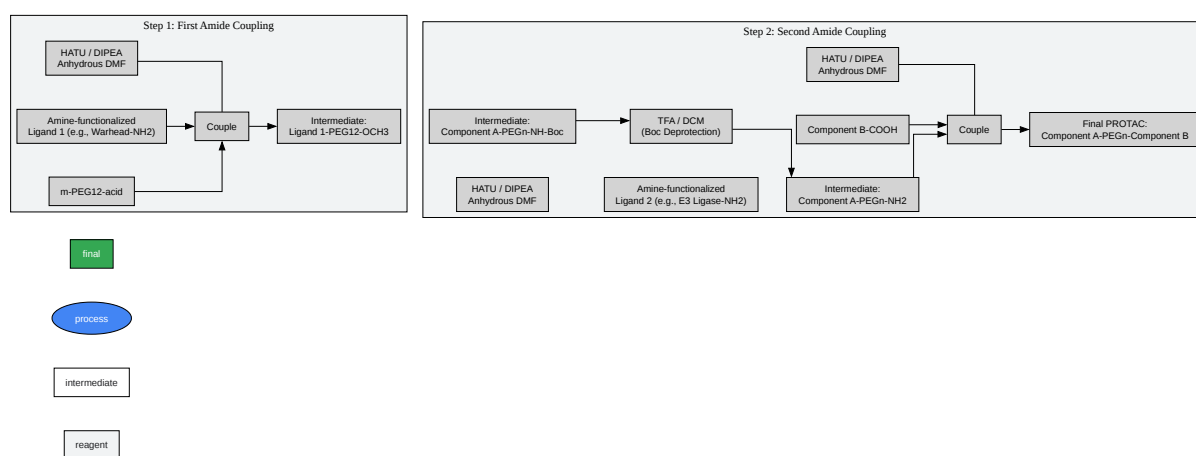 Step 1: First Amide Coupling
HATU / DIPEA
Anhydrous DMF
Amine-functionalized
Ligand 1 (e.g., Warhead-NH2)
Couple
Intermediate:
Ligand 1-PEG12-OCH3
m-PEG12-acid
Step 2: Second Amide Coupling
HATU / DIPEA
Anhydrous DMF
Intermediate:
Component A-PEGn-NH-Boc
TFA / DCM
(Boc Deprotection)
Component B-COOH
Couple
Final PROTAC:
Component A-PEGn-Component B
HATU / DIPEA
Anhydrous DMF
Amine-functionalized
Ligand 2 (e.g., E3 Ligase-NH2)
Intermediate:
Component A-PEGn-NH2
final
process
intermediate
reagent